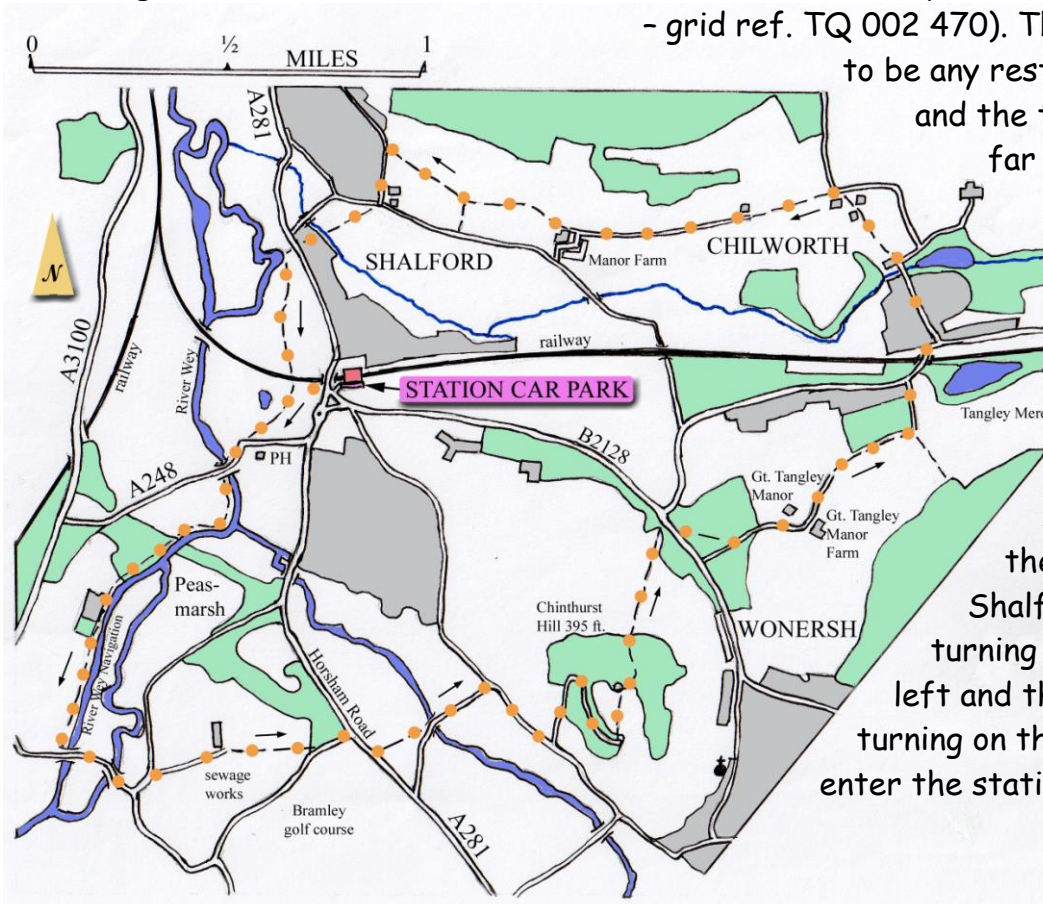 – grid ref. TQ 002 470). Th
to be any rest
and the t
far
0 ½ 1
MILES
A281
N
SHALFORD
CHILWORTH
Manor Farm
A3100
railway
River Wey
railway
STATION CAR PARK
Tangley Mere
B2128
PH
A248
Gt. Tangley
Manor
Gt. Tangley
Manor
Farm
the
Shalf
Peas-
marsh
Chinthurst
Hill 395 ft.
WONERSH
turning
left and th
River Wey Navigation
Horsham Road
turning on th
sewage
works
enter the stati
Bramley
golf course
A281